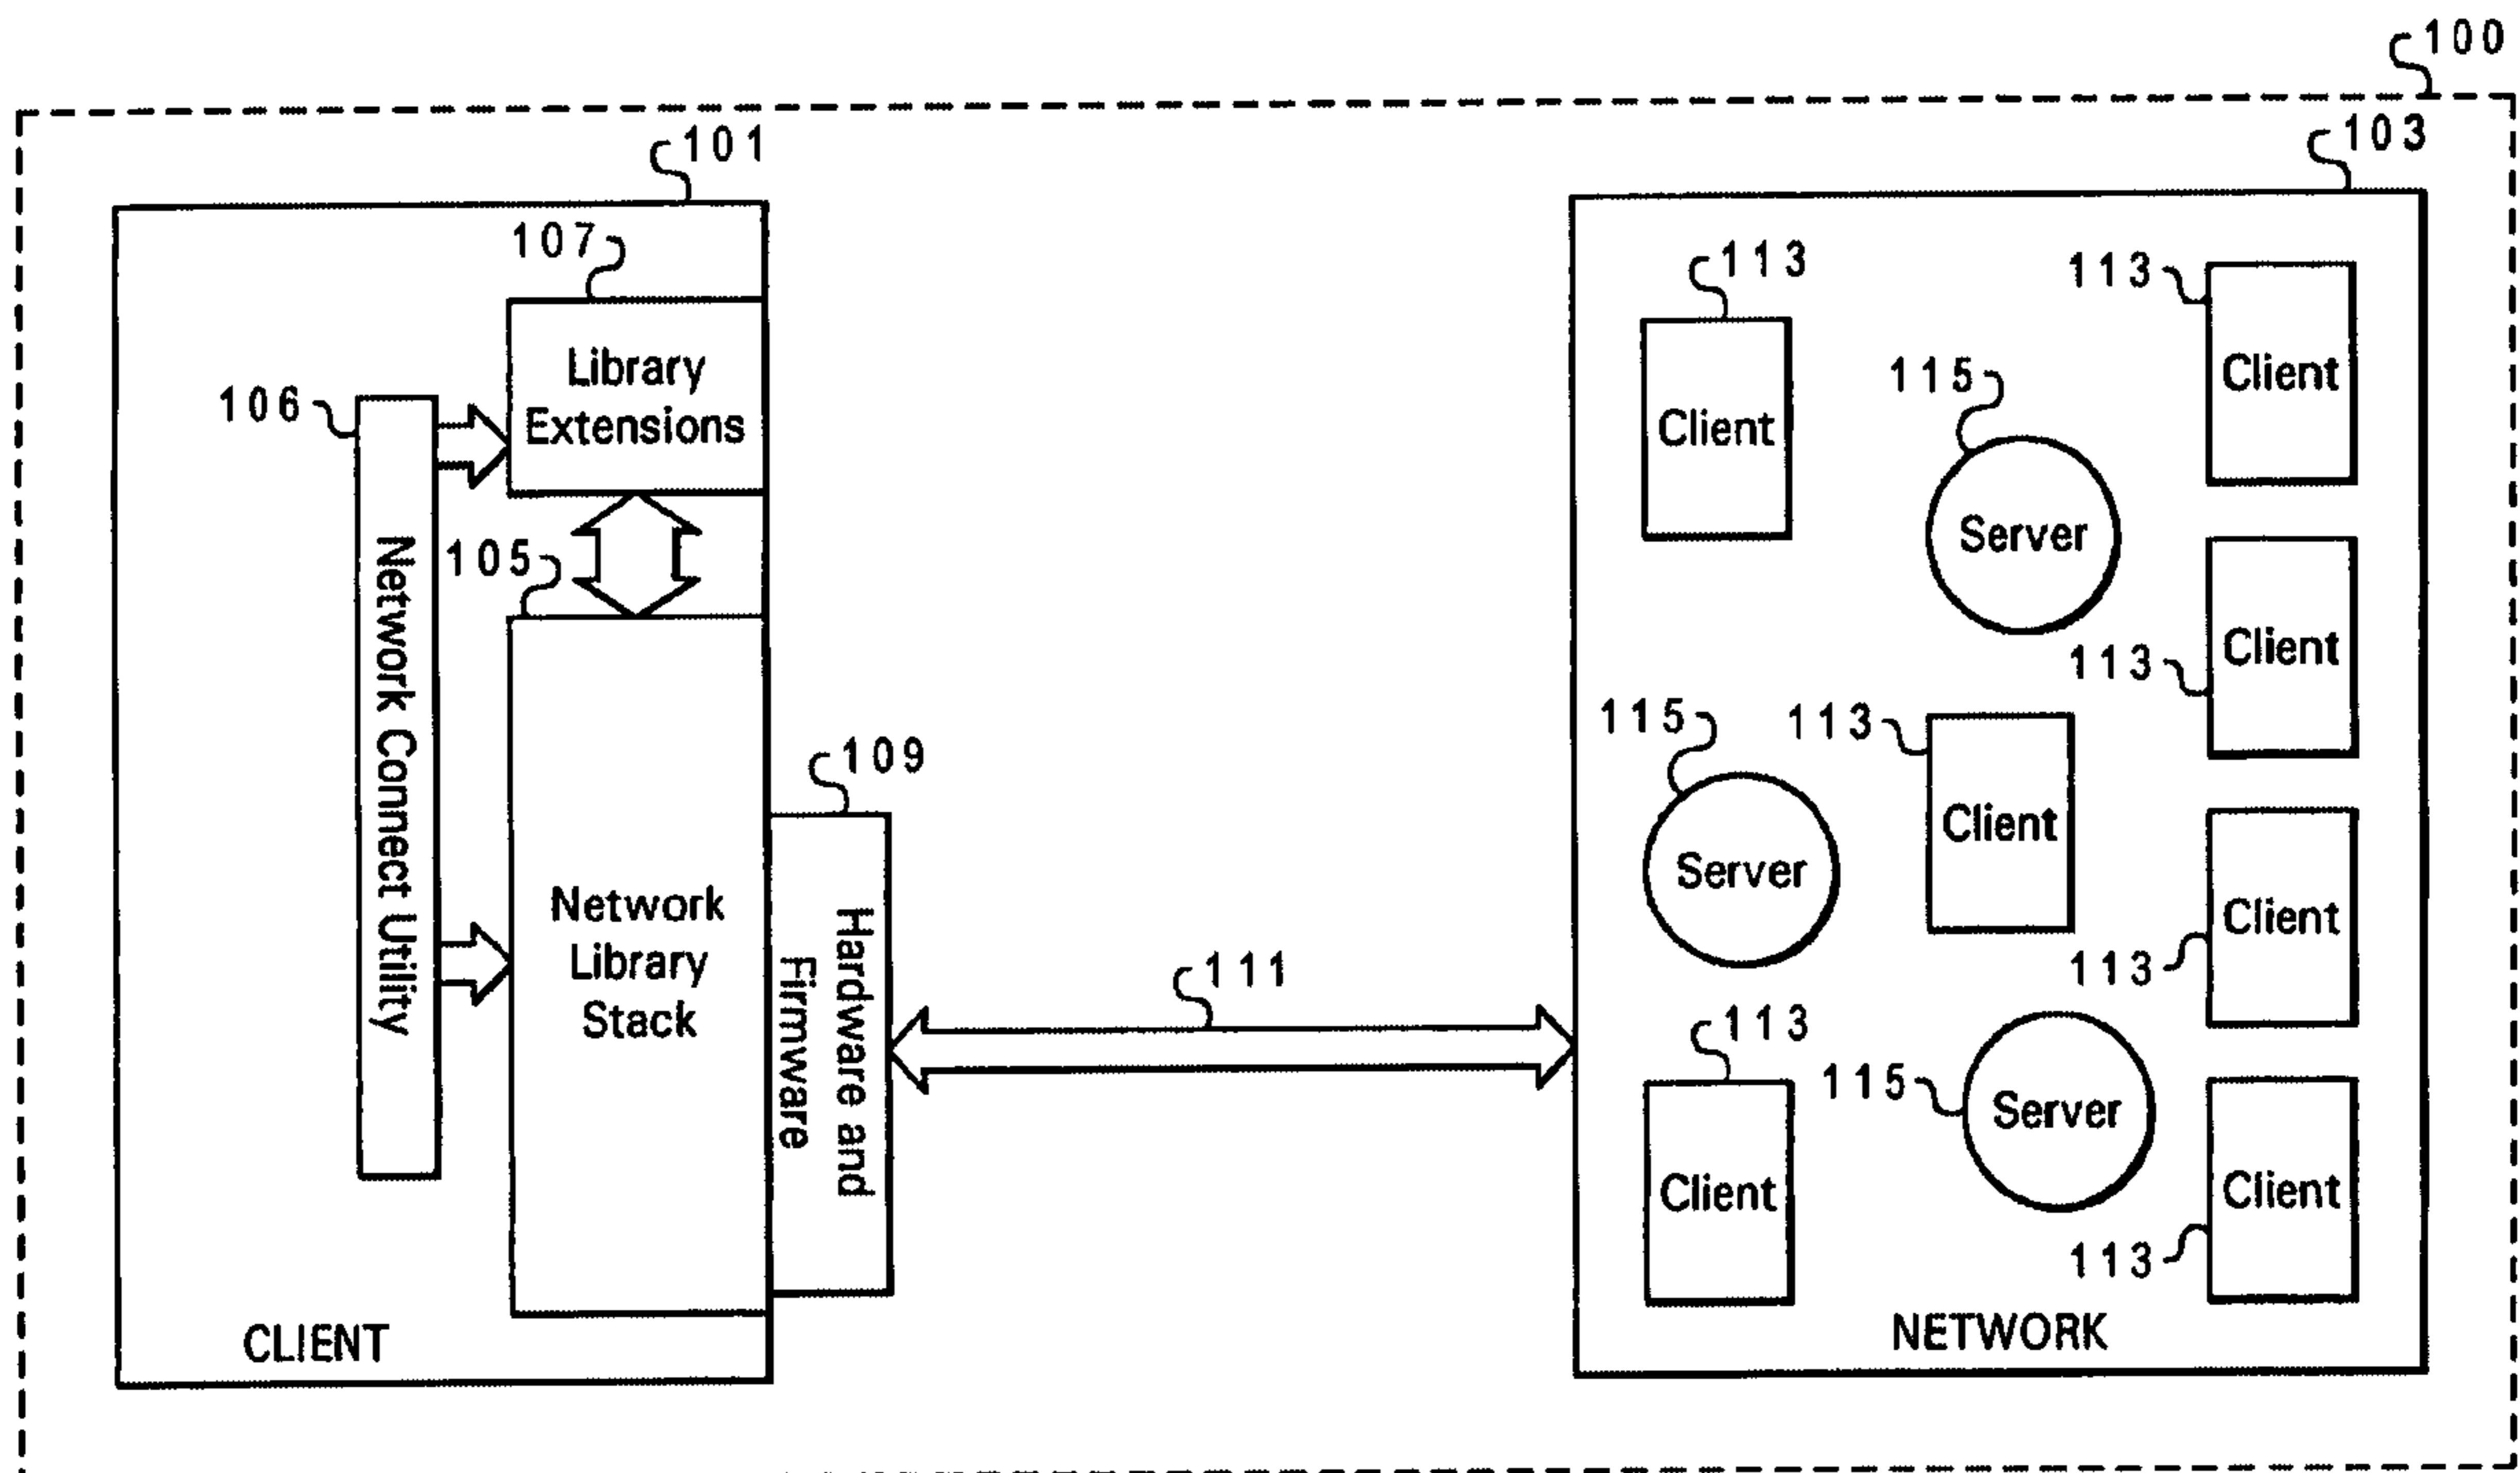 100
101
103
107
113
113
Library
Extensions
106
Client
115
Client
Server
Network Connect Utility
105
Client
113
115
113
109
Client
Server
Network
Library
Stack
Hardware and
Firmware
Client
113
111
113
115
Server
Client
Client
113
CLIENT
NETWORK